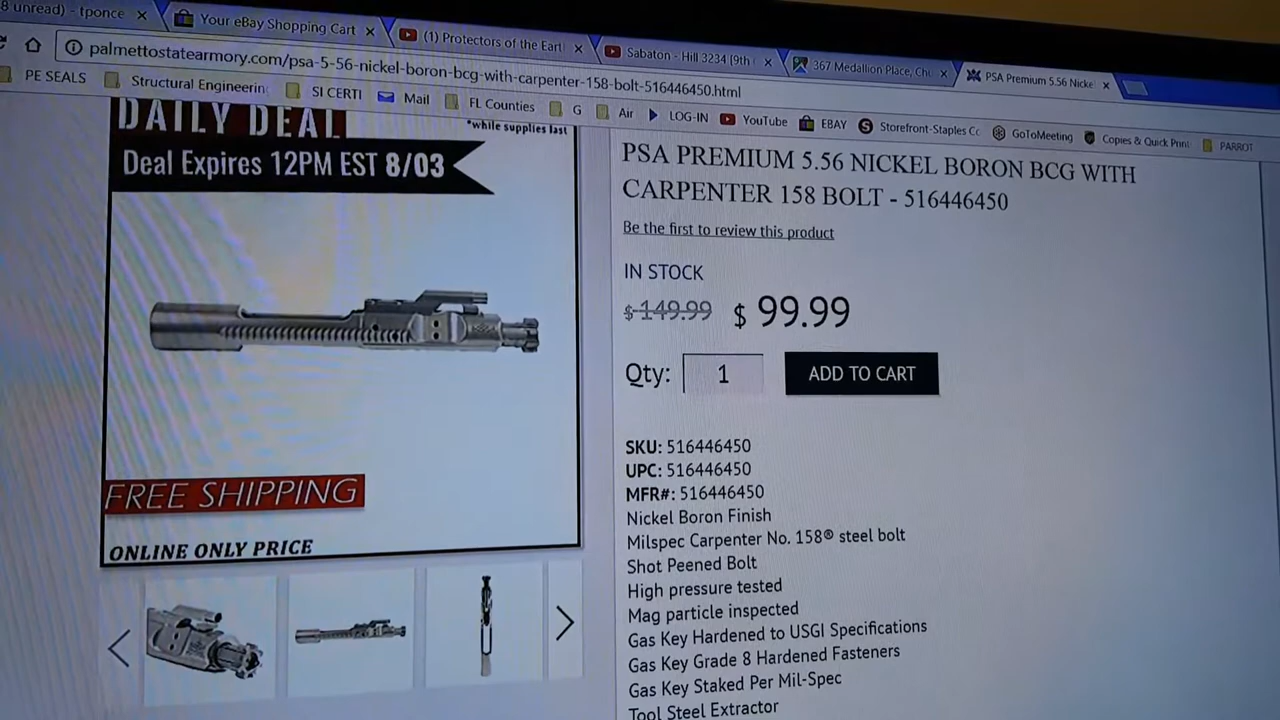 8 unread) - tponce
Your eBay Shopping Cart
(1) Protectors of the Eart
Sabaton - Hill 3234 [9th
367 Medallion Place, Chu
PSA Premium 5.56 Nicke
palmettostatearmory.com/psa-5-56-nickel-boron-bcg-with-carpenter-158-bolt-516446450.html
PE SEALS
Structural Engineerin
SI CERTI
Mail
FL Counties
G
Air
LOG-IN
YouTube
EBAY
Storefront-Staples Cc
GoToMeeting
Copies & Quick Print
PARROT
DAILY DEAL
*while supplies last
Deal Expires 12PM EST 8/03
FREE SHIPPING
ONLINE ONLY PRICE
PSA PREMIUM 5.56 NICKEL BORON BCG WITH
CARPENTER 158 BOLT - 516446450
Be the first to review this product
IN STOCK
$149.99 $ 99.99
Qty: 1 ADD TO CART
SKU: 516446450
UPC: 516446450
MFR#: 516446450
Nickel Boron Finish
Milspec Carpenter No. 158® steel bolt
Shot Peened Bolt
High pressure tested
Mag particle inspected
Gas Key Hardened to USGI Specifications
Gas Key Grade 8 Hardened Fasteners
Gas Key Staked Per Mil-Spec
Tool Steel Extractor